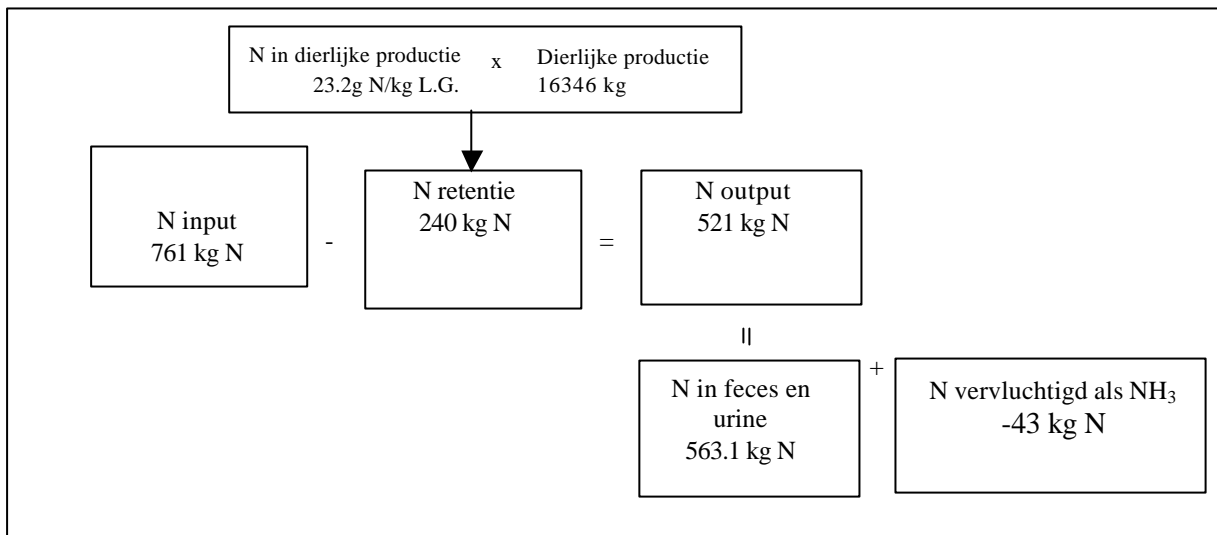 N in dierlijke productie x Dierlijke productie
23.2g N/kg L.G. 16346 kg
N input
761 kg N
-
N retentie
240 kg N
=
N output
521 kg N
=
N in feces en
urine
563.1 kg N
+
N vervluchtigd als NH₃
-43 kg N